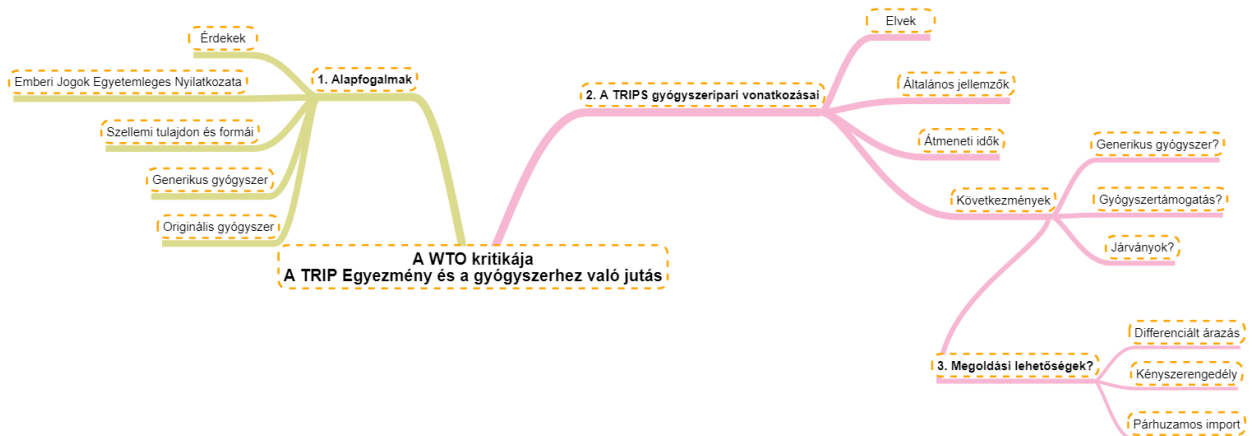 Érdekek
Emberi Jogok Egyetemleges Nyilatkozata
Szellemi tulajdon és formái
Generikus gyógyszer
Originális gyógyszer
1. Alapfogalmak
A WTO kritikája
A TRIP Egyezmény és a gyógyszerhez való jutás
2. A TRIPS gyógyszeripari vonatkozásai
Elvek
Általános jellemzők
Átmeneti idők
Következmények
Generikus gyógyszer?
Gyógyszertámogatás?
Járványok?
3. Megoldási lehetőségek?
Differenciált árazás
Kényszerengedély
Párhuzamos import